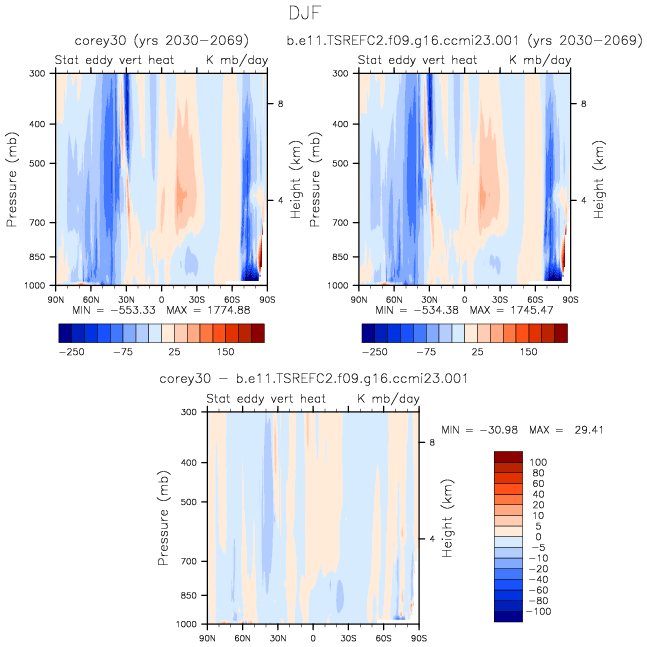 DJF
corey30 (yrs 2030-2069)
b.e11.TSREFC2.f09.g16.ccmi23.001 (yrs 2030-2069)
Stat eddy vert heat K mb/day
Stat eddy vert heat K mb/day
Pressure (mb)
300
400
500
700
850
1000
Height (km)
8
4
90N 60N 30N 0 30S 60S 90S
MIN = -553.33 MAX = 1774.88
-250 -75 25 150
Pressure (mb)
300
400
500
700
850
1000
Height (km)
8
4
90N 60N 30N 0 30S 60S 90S
MIN = -534.38 MAX = 1745.47
-250 -75 25 150
corey30 - b.e11.TSREFC2.f09.g16.ccmi23.001
Stat eddy vert heat K mb/day
Pressure (mb)
300
400
500
700
850
1000
Height (km)
8
4
90N 60N 30N 0 30S 60S 90S
MIN = -30.98 MAX = 29.41
100
80
60
40
20
10
5
0
-5
-10
-20
-40
-60
-80
-100